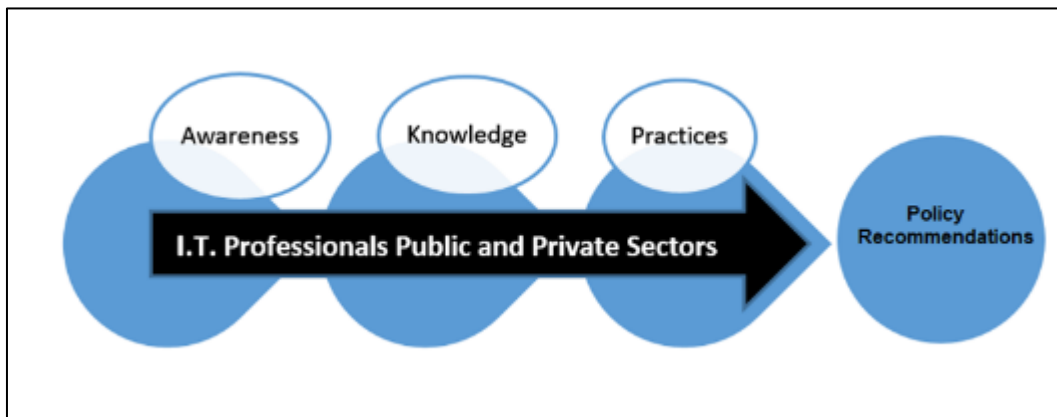 Awareness
Knowledge
Practices
I.T. Professionals Public and Private Sectors
Policy
Recommendations